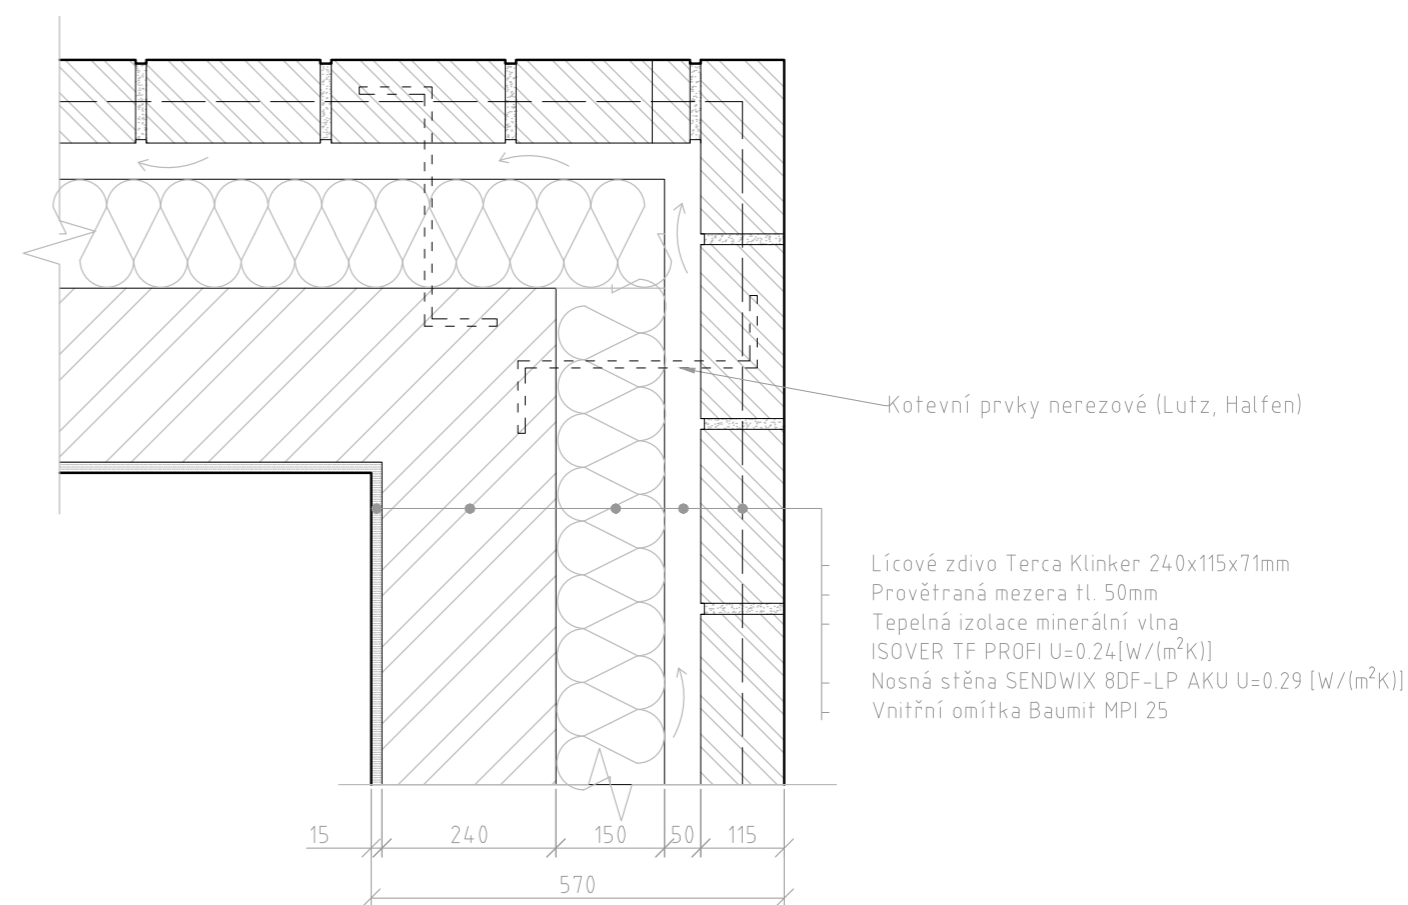 Kotevní prvky nerezové (Lutz, Halfen)
Lícové zdivo Terca Klinker 240x115x71mm
Provětraná mezera tl. 50mm
Tepelná izolace minerální vlna
ISOVER TF PROFI U=0.24[W/(m²K)]
Nosná stěna SENDWIX 8DF-LP AKU U=0.29 [W/(m²K)]
Vnitřní omítka Baumit MPI 25
15 240 150 50 115
570